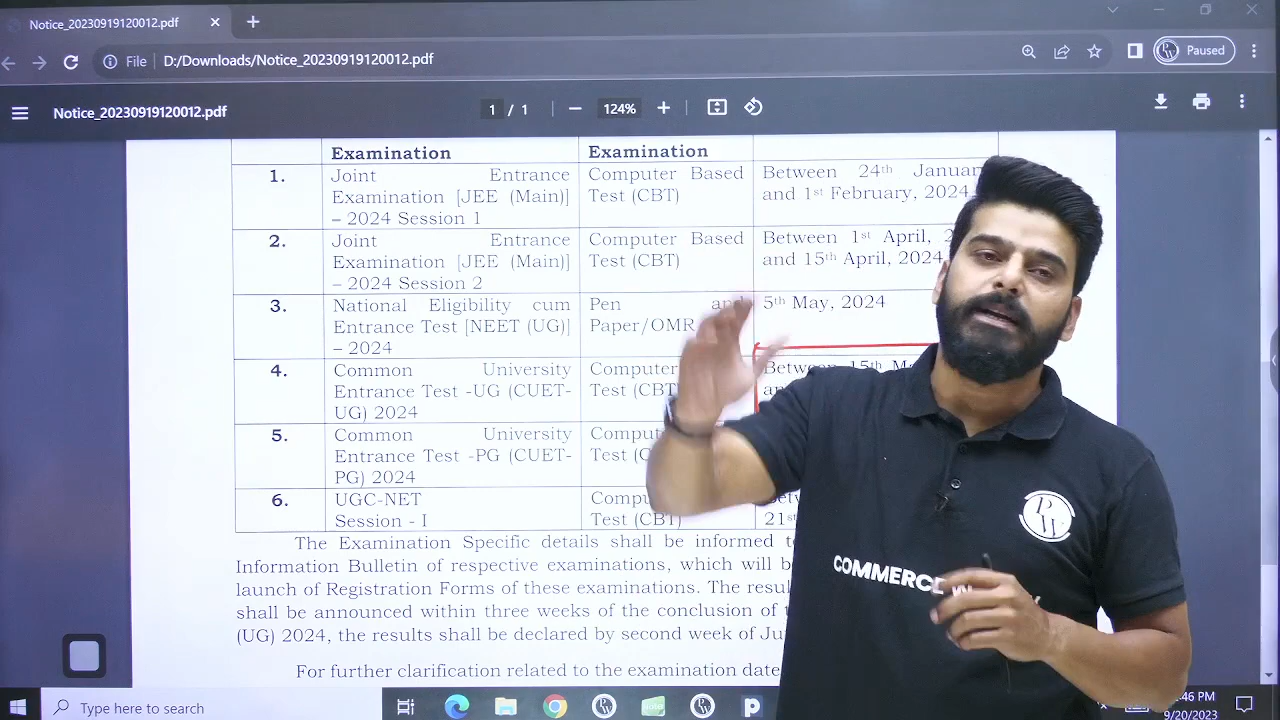 Notice_20230919120012.pdf
File D:/Downloads/Notice_20230919120012.pdf
Paused
Notice_20230919120012.pdf
1 / 1
124%
Examination Examination
1. Joint Entrance Computer Based Between 24th
Examination [JEE (Main)] Test (CBT) and 1st February, 2024
– 2024 Session 1
2. Joint Entrance Computer Based Between 1st April,
Examination [JEE (Main)] Test (CBT) and 15th April, 2024
– 2024 Session 2
3. National Eligibility cum Pen and 5th May, 2024
Entrance Test [NEET (UG)] Paper/OMR
– 2024
4. Common University Computer Between 15th
Entrance Test -UG (CUET- Test (CBT)
UG) 2024
5. Common University
Entrance Test -PG (CUET- Test
PG) 2024
6. UGC-NET
Session - I Test (CBT) 21st
The Examination Specific details shall be informed
Information Bulletin of respective examinations, which will
launch of Registration Forms of these examinations. The
shall be announced within three weeks of the conclusion of
(UG) 2024, the results shall be declared by second week of
For further clarification related to the examination
PW
COMMERCE
Type here to search
:46 PM
9/20/2023